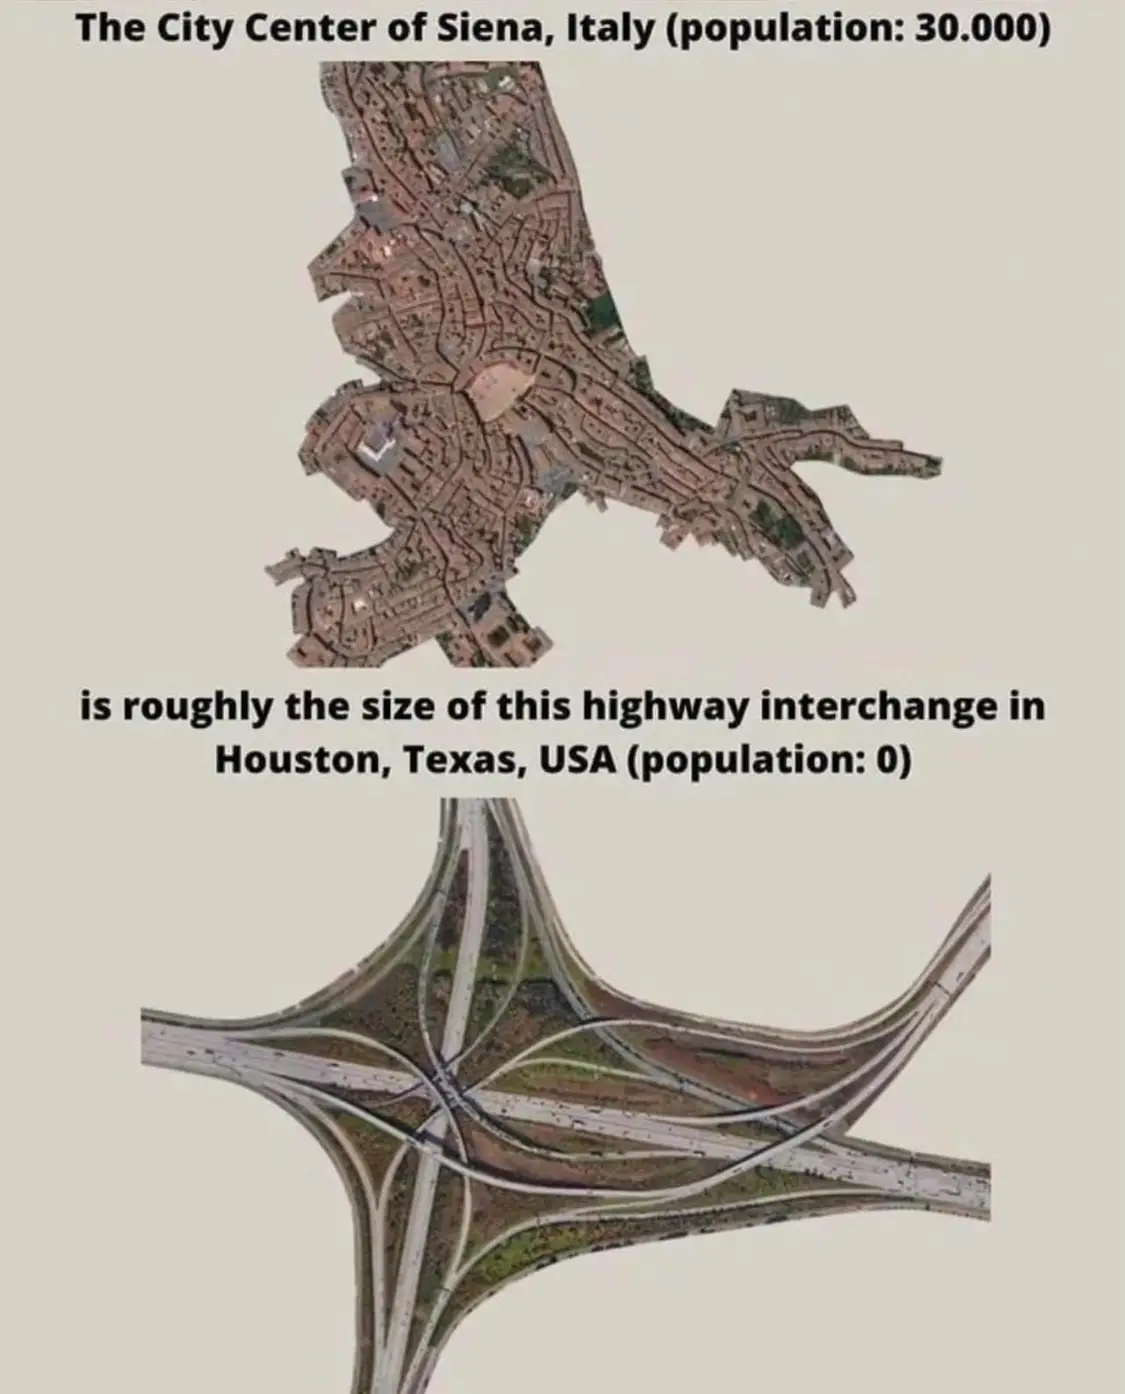 The City Center of Siena, Italy (population: 30.000)
is roughly the size of this highway interchange in
Houston, Texas, USA (population: 0)